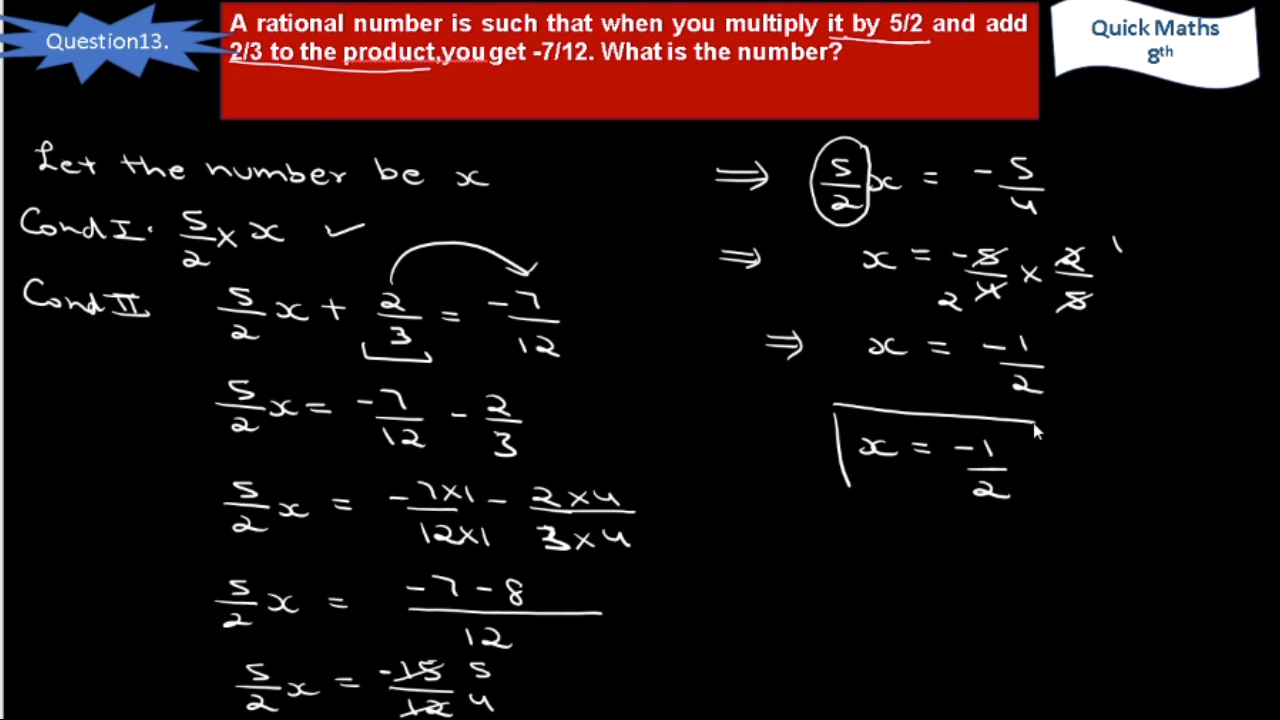 Question13.
A rational number is such that when you multiply it by 5/2 and add
2/3 to the product,you get -7/12. What is the number?
Quick Maths
8th
Let the number be x
Cond I. 5/2 × x ✓
Cond II 5/2 x + 2/3 = -7/12
5/2 x = -7/12 - 2/3
5/2 x = -7×1/12×1 - 2×4/3×4
5/2 x = -7-8/12
5/2 x = -15/12 5/4
⇒ 5/2 x = -5/4
⇒ x = -5/4 × 2/5 1 2
⇒ x = -1/2
x = -1/2